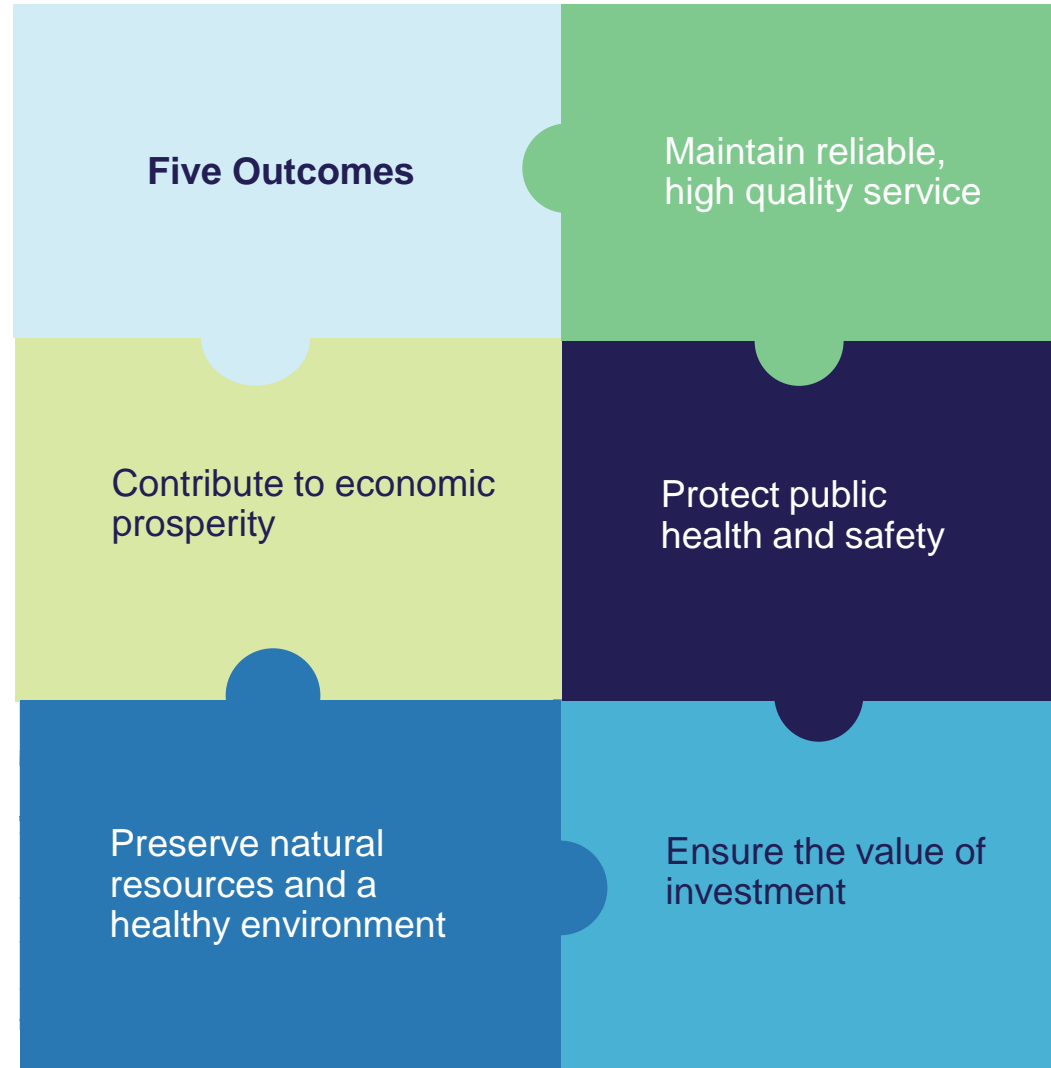 Five Outcomes
Maintain reliable,
high quality service
Contribute to economic
prosperity
Protect public
health and safety
Preserve natural
resources and a
healthy environment
Ensure the value of
investment